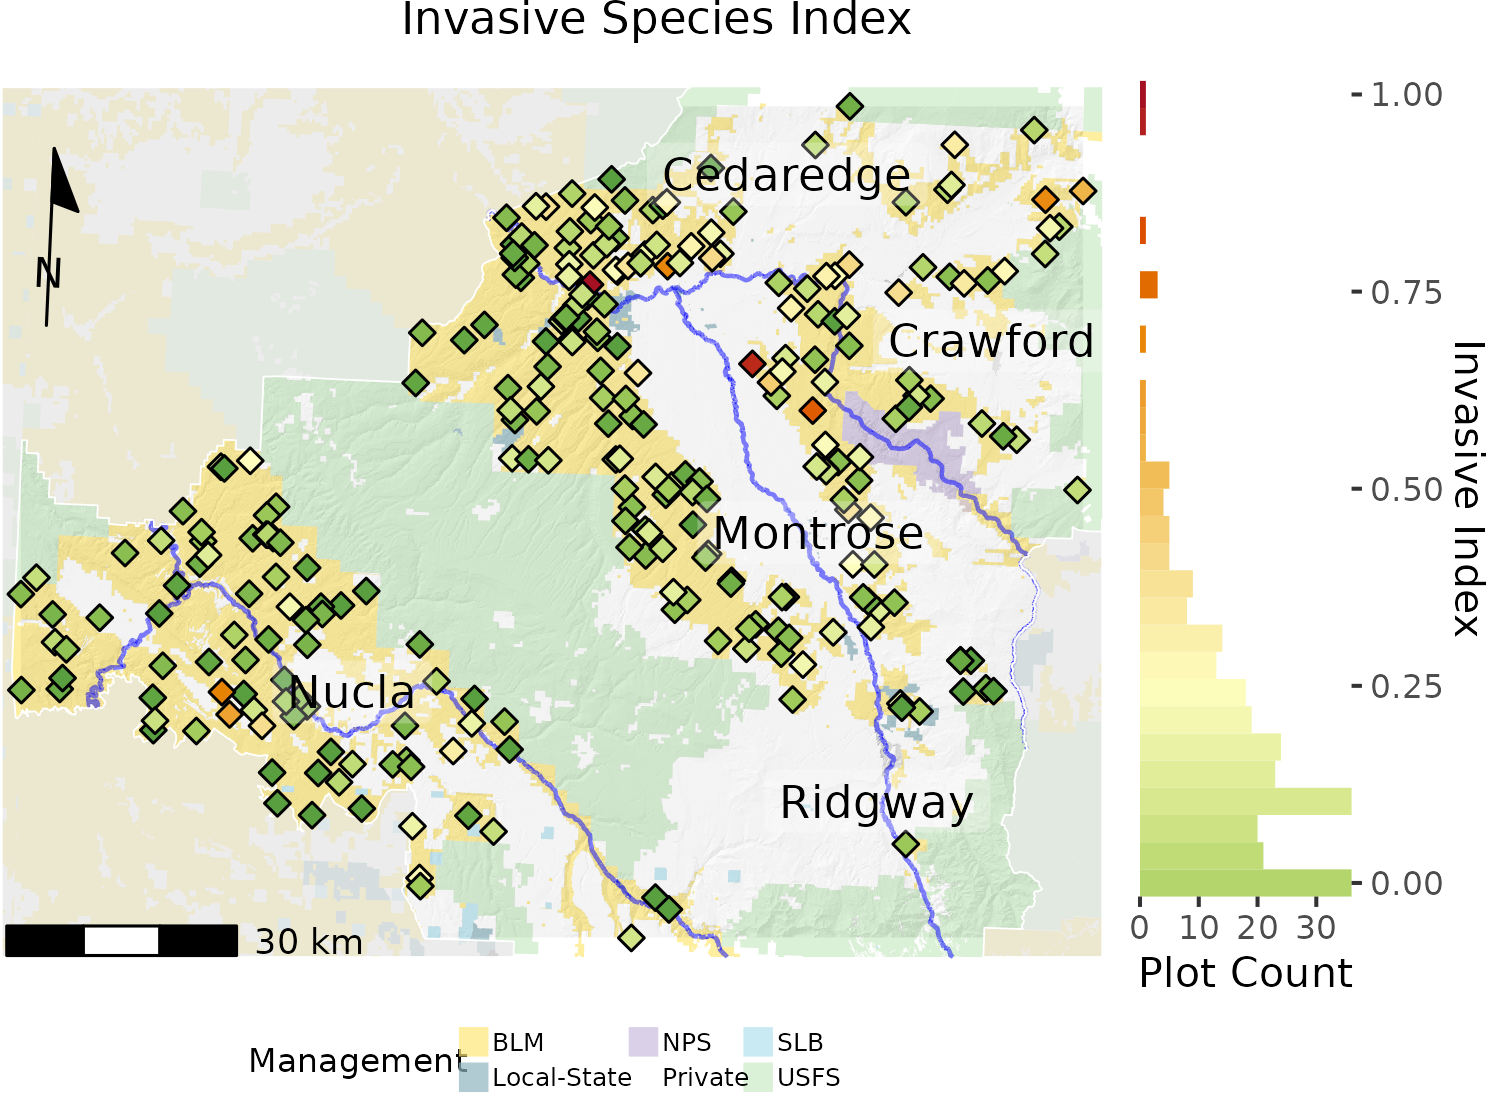 Invasive Species Index
Cedaredge
Crawford
Montrose
Nucla
Ridgway
N
30 km
1.00
0.75
0.50
0.25
0.00
Invasive Index
0 10 20 30
Plot Count
Management
BLM NPS SLB
Local-State Private USFS